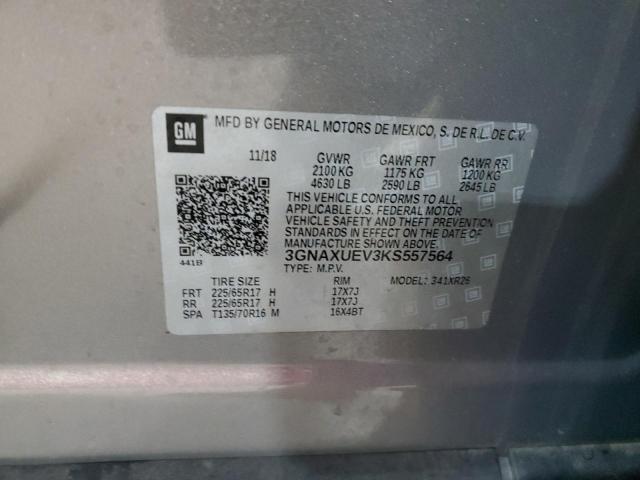 GM
MFD BY GENERAL MOTORS DE MEXICO, S. DE R.L. DE C.V.
11/18 GVWR GAWR FRT GAWR RR
2100 KG 1175 KG 1200 KG
4630 LB 2590 LB 2645 LB
THIS VEHICLE CONFORMS TO ALL
APPLICABLE U.S. FEDERAL MOTOR
VEHICLE SAFETY AND THEFT PREVENTION
STANDARDS IN EFFECT ON THE DATE OF
MANUFACTURE SHOWN ABOVE.
3GNAXUEV3KS557564
441B
TYPE: M.P.V. MODEL: 341XR26
TIRE SIZE RIM
FRT 225/65R17 H 17X7J
RR 225/65R17 H 17X7J
SPA T135/70R16 M 16X4BT